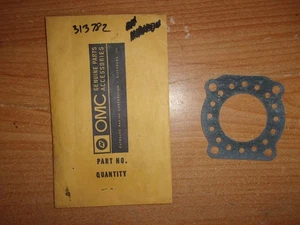 313782
OMC
GENUINE PARTS
ACCESSORIES
PART NO.
QUANTITY